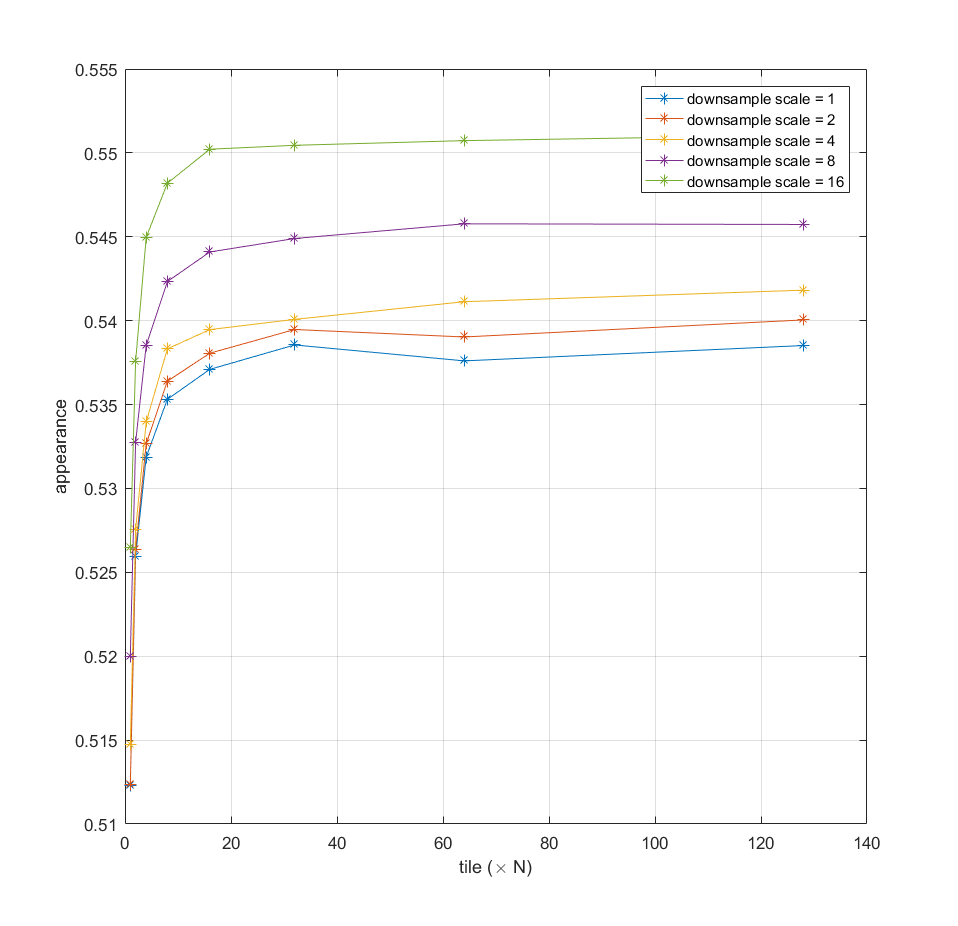 0.555
0.55
0.545
0.54
0.535
0.53
0.525
0.52
0.515
0.51
appearance
downsample scale = 1
downsample scale = 2
downsample scale = 4
downsample scale = 8
downsample scale = 16
0 20 40 60 80 100 120 140
tile (× N)